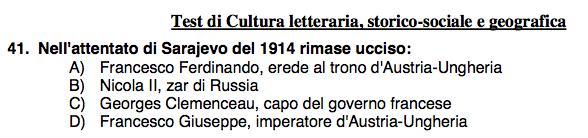 Test di Cultura letteraria, storico-sociale e geografica
41. Nell'attentato di Sarajevo del 1914 rimase ucciso:
A) Francesco Ferdinando, erede al trono d'Austria-Ungheria
B) Nicola II, zar di Russia
C) Georges Clemenceau, capo del governo francese
D) Francesco Giuseppe, imperatore d'Austria-Ungheria